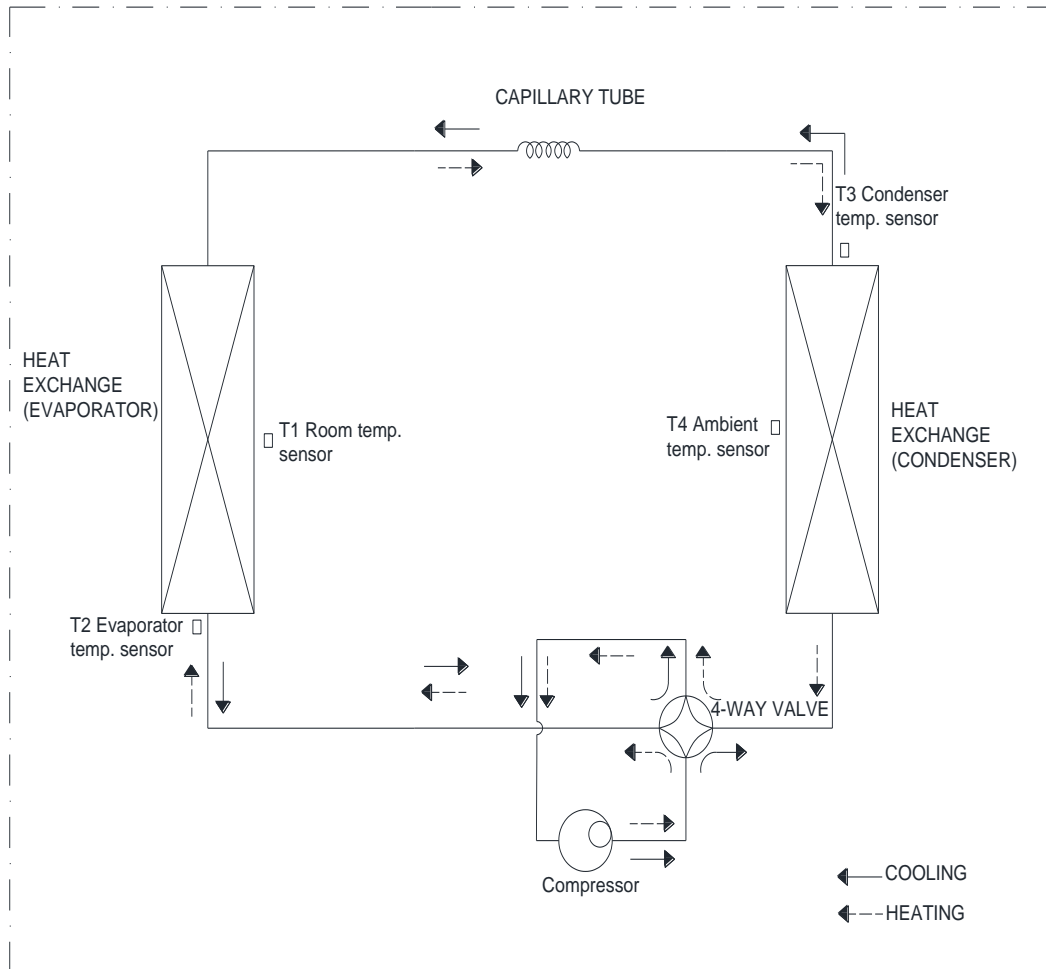 CAPILLARY TUBE
T3 Condenser
temp. sensor
HEAT
EXCHANGE
(EVAPORATOR)
T1 Room temp.
sensor
T4 Ambient
temp. sensor
HEAT
EXCHANGE
(CONDENSER)
T2 Evaporator
temp. sensor
4-WAY VALVE
Compressor
COOLING
HEATING